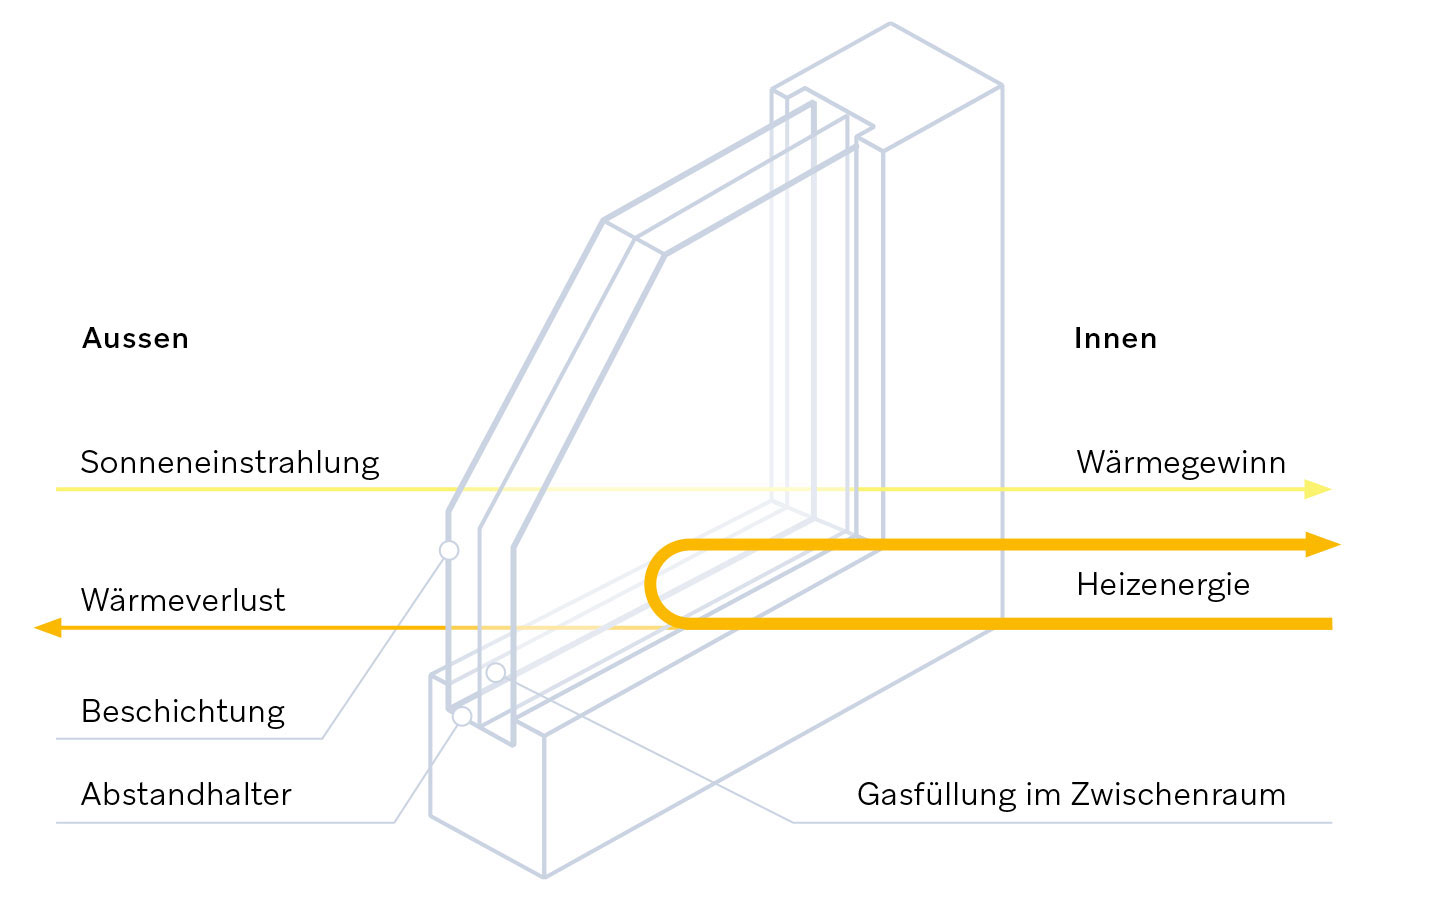 Aussen
Innen
Sonneneinstrahlung
Wärmegewinn
Heizenergie
Wärmeverlust
Beschichtung
Abstandhalter
Gasfüllung im Zwischenraum